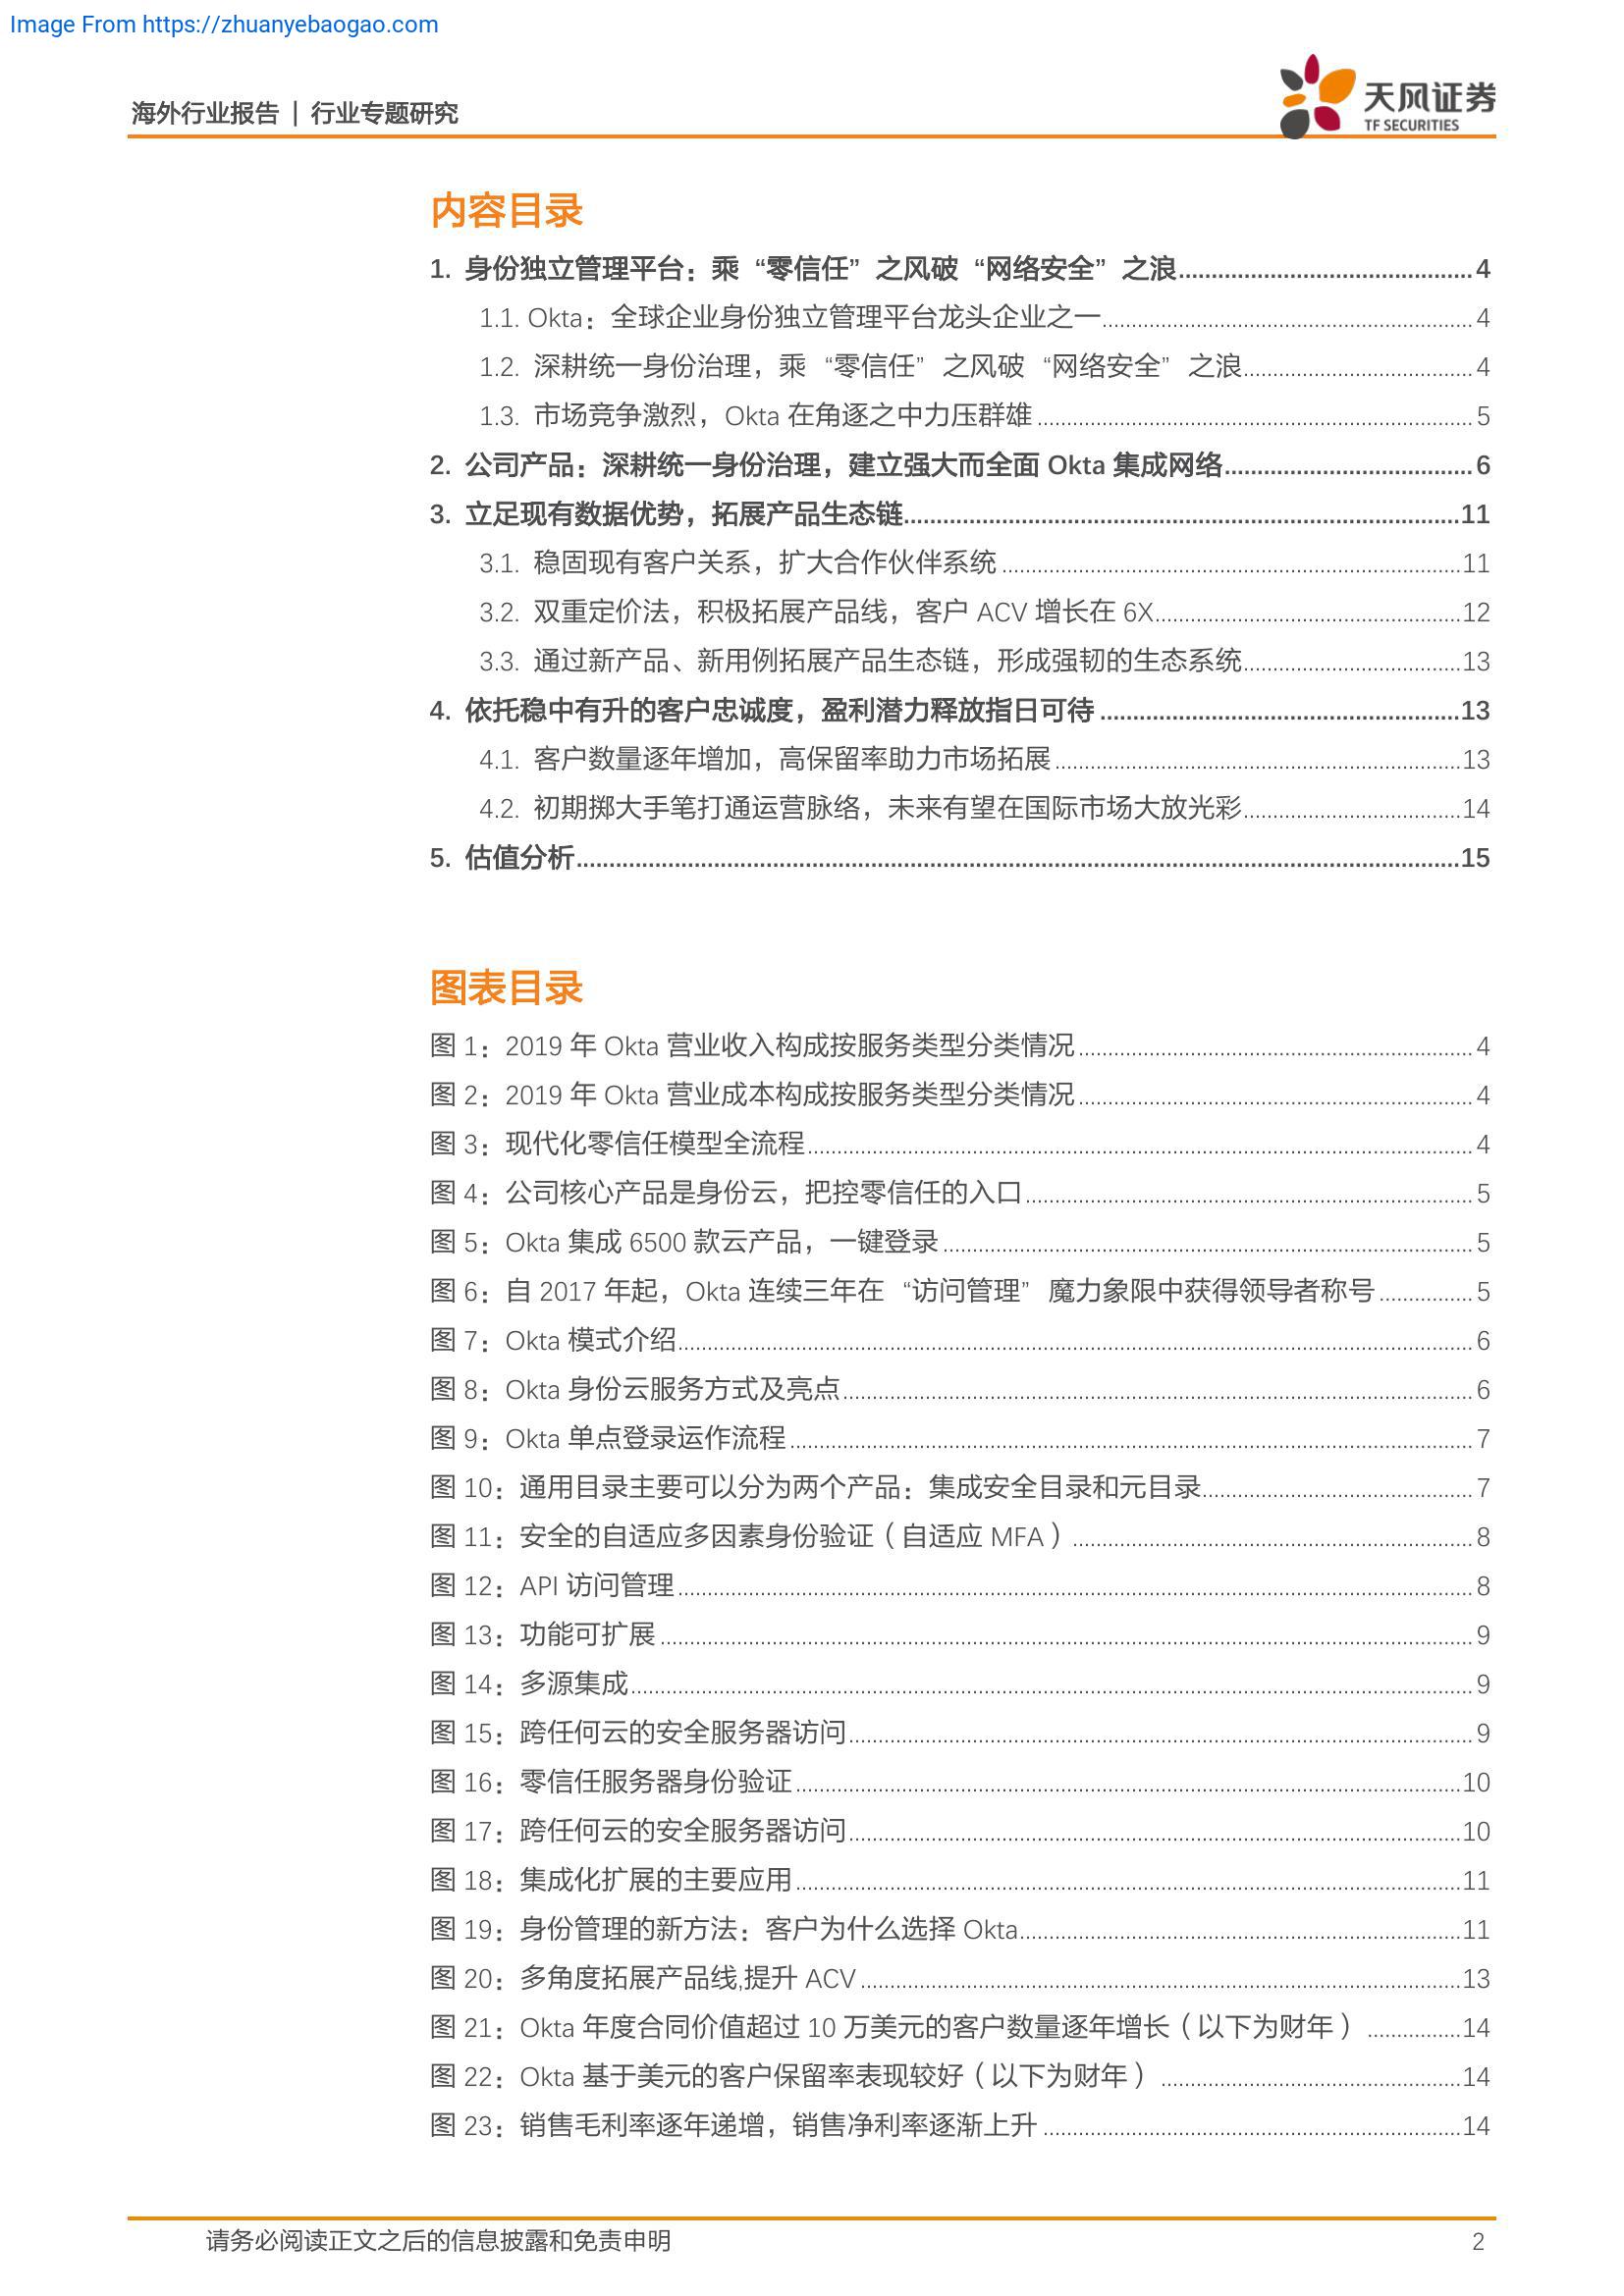 Image From https://zhuanyebaogao.com
海外行业报告 | 行业专题研究
天风证券
TF SECURITIES
内容目录
1. 身份独立管理平台：乘“零信任”之风破“网络安全”之浪 4
1.1. Okta：全球企业身份独立管理平台龙头企业之一 4
1.2. 深耕统一身份治理，乘“零信任”之风破“网络安全”之浪 4
1.3. 市场竞争激烈，Okta 在角逐之中力压群雄 5
2. 公司产品：深耕统一身份治理，建立强大而全面 Okta 集成网络 6
3. 立足现有数据优势，拓展产品生态链 11
3.1. 稳固现有客户关系，扩大合作伙伴系统 11
3.2. 双重定价法，积极拓展产品线，客户 ACV 增长在 6X 12
3.3. 通过新产品、新用例拓展产品生态链，形成强韧的生态系统 13
4. 依托稳中有升的客户忠诚度，盈利潜力释放指日可待 13
4.1. 客户数量逐年增加，高保留率助力市场拓展 13
4.2. 初期掷大手笔打通运营脉络，未来有望在国际市场大放光彩 14
5. 估值分析 15
图表目录
图 1：2019 年 Okta 营业收入构成按服务类型分类情况 4
图 2：2019 年 Okta 营业成本构成按服务类型分类情况 4
图 3：现代化零信任模型全流程 4
图 4：公司核心产品是身份云，把控零信任的入口 5
图 5：Okta 集成 6500 款云产品，一键登录 5
图 6：自 2017 年起，Okta 连续三年在“访问管理”魔力象限中获得领导者称号 5
图 7：Okta 模式介绍 6
图 8：Okta 身份云服务方式及亮点 6
图 9：Okta 单点登录运作流程 7
图 10：通用目录主要可以分为两个产品：集成安全目录和元目录 7
图 11：安全的自适应多因素身份验证（自适应 MFA） 8
图 12：API 访问管理 8
图 13：功能可扩展 9
图 14：多源集成 9
图 15：跨任何云的安全服务器访问 9
图 16：零信任服务器身份验证 10
图 17：跨任何云的安全服务器访问 10
图 18：集成化扩展的主要应用 11
图 19：身份管理的新方法：客户为什么选择 Okta 11
图 20：多角度拓展产品线,提升 ACV 13
图 21：Okta 年度合同价值超过 10 万美元的客户数量逐年增长（以下为财年） 14
图 22：Okta 基于美元的客户保留率表现较好（以下为财年） 14
图 23：销售毛利率逐年递增，销售净利率逐渐上升 14
请务必阅读正文之后的信息披露和免责申明 2